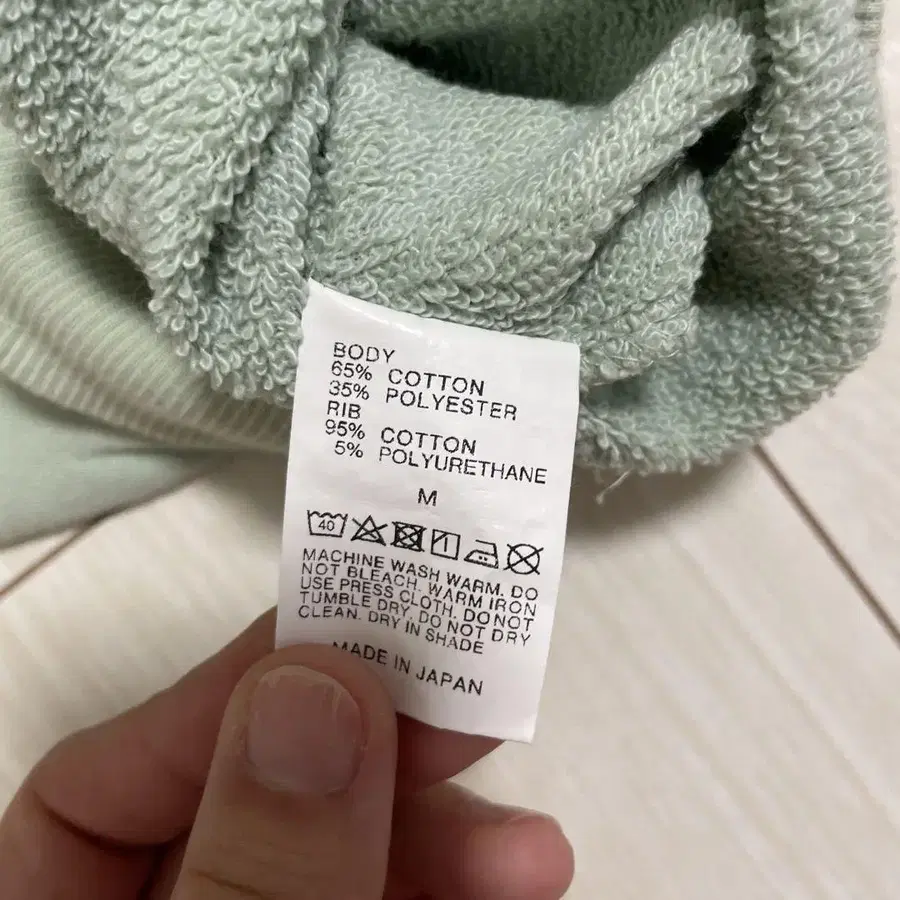 BODY
65% COTTON
35% POLYESTER
RIB
95% COTTON
5% POLYURETHANE
M
40
MACHINE WASH WARM. DO
NOT BLEACH. WARM IRON
USE PRESS CLOTH. DO NOT
TUMBLE DRY. DO NOT DRY
CLEAN. DRY IN SHADE
MADE IN JAPAN